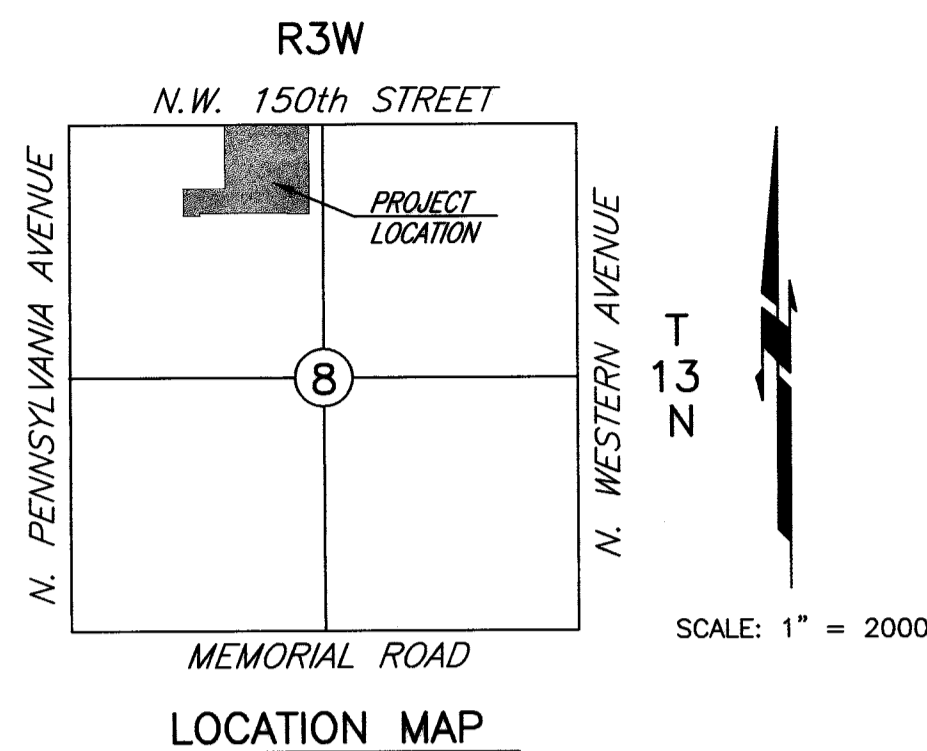 R3W
N.W. 150th STREET
N. PENNSYLVANIA AVENUE
PROJECT
LOCATION
N. WESTERN AVENUE
T
13
N
8
SCALE: 1" = 2000
MEMORIAL ROAD
LOCATION MAP